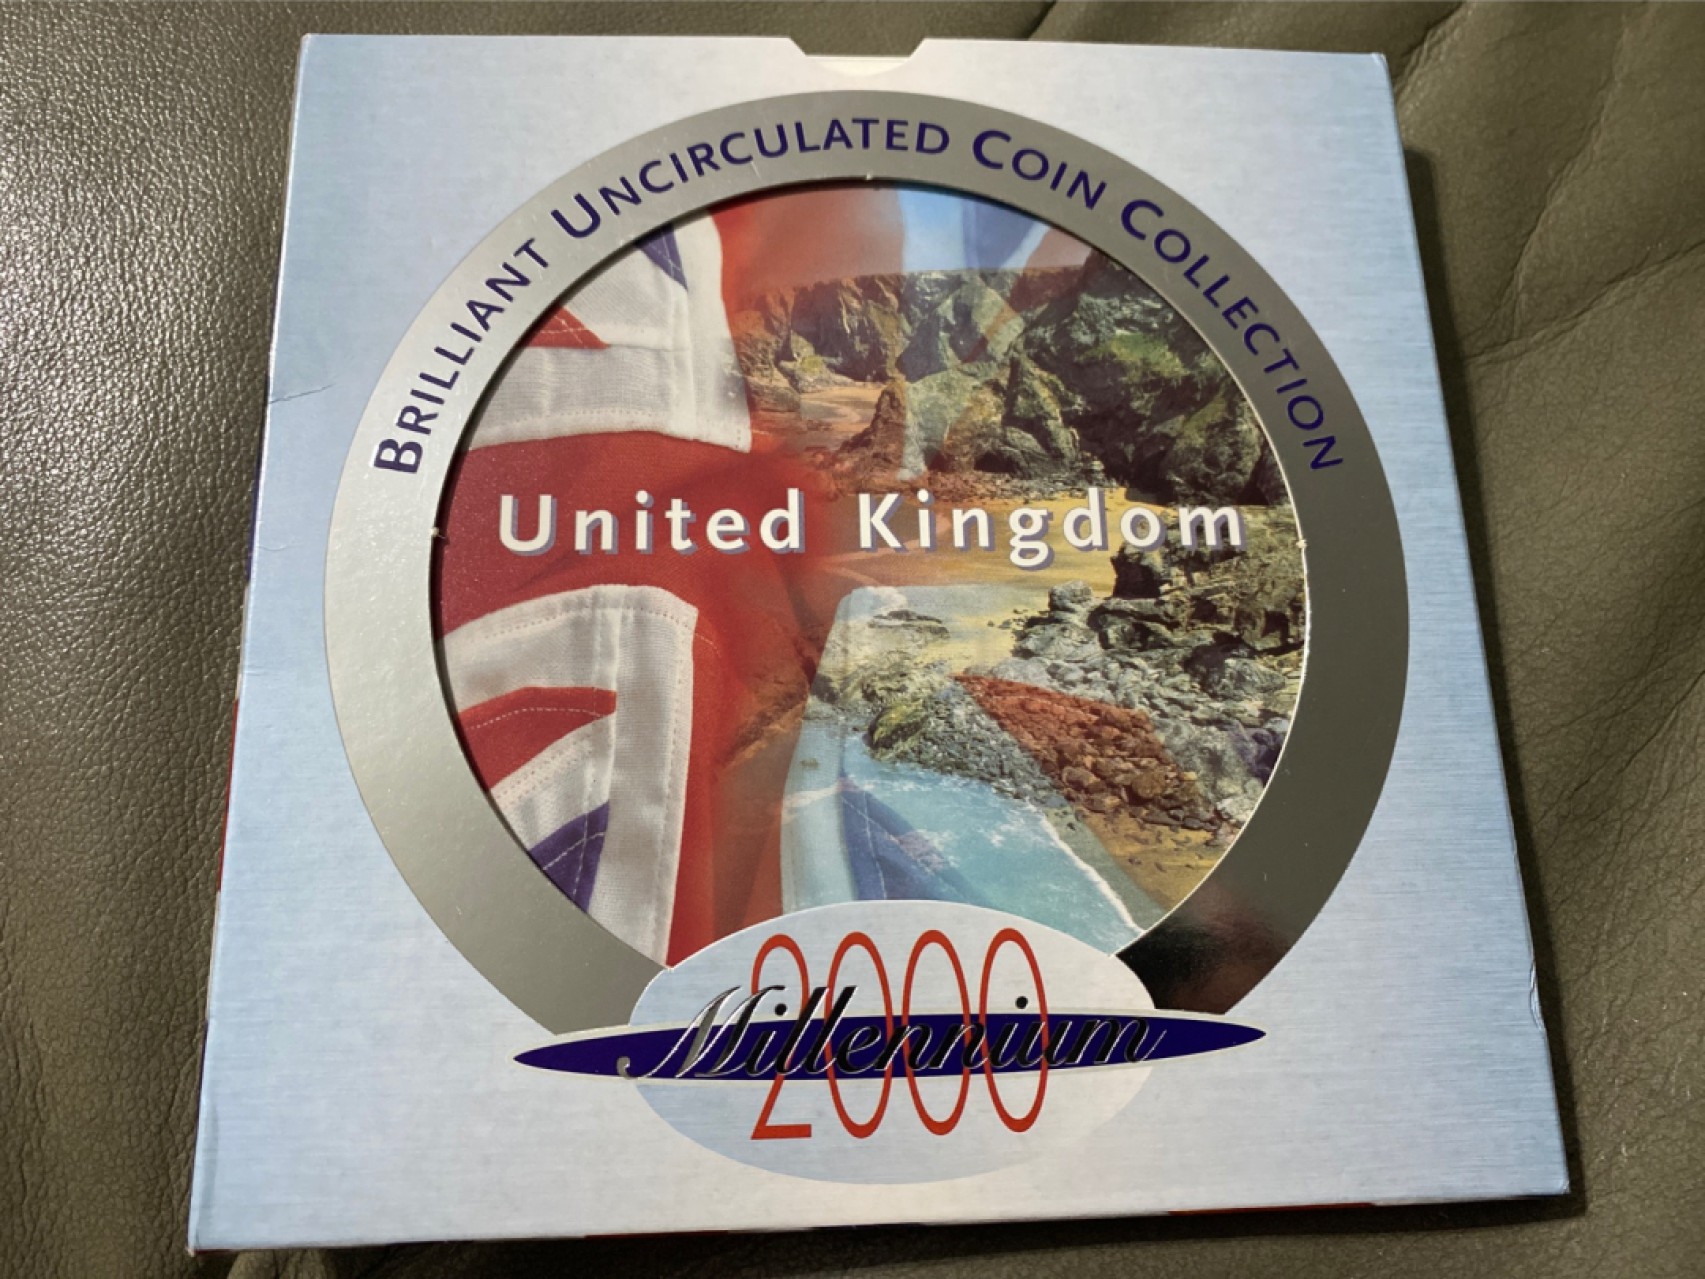 BRILLIANT UNCIRCULATED COIN COLLECTION
United Kingdom
2000
Millennium